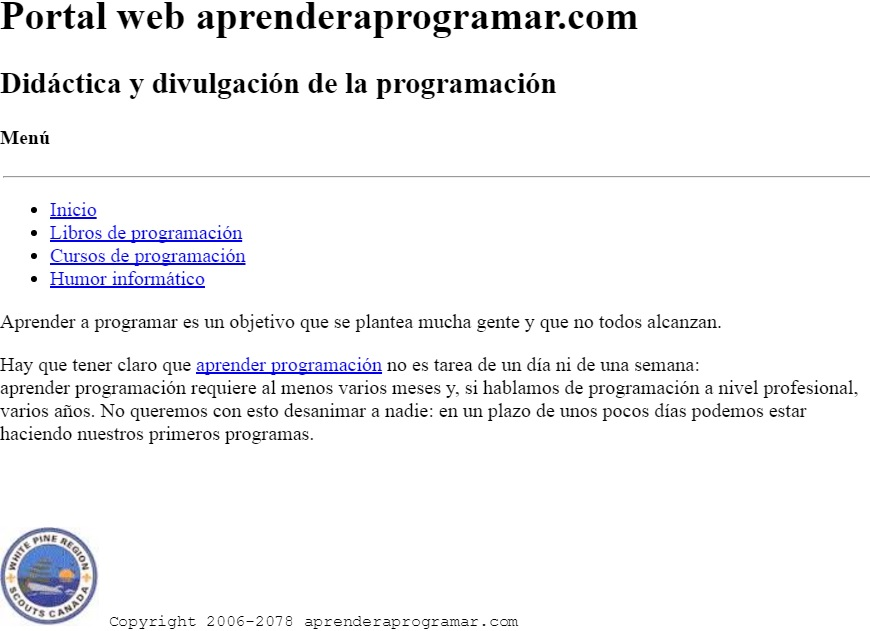 Portal web aprenderaprogramar.com
Didáctica y divulgación de la programación
Menú
Inicio
Libros de programación
Cursos de programación
Humor informático
Aprender a programar es un objetivo que se plantea mucha gente y que no todos alcanzan.
Hay que tener claro que aprender programación no es tarea de un día ni de una semana:
aprender programación requiere al menos varios meses y, si hablamos de programación a nivel profesional,
varios años. No queremos con esto desanimar a nadie: en un plazo de unos pocos días podemos estar
haciendo nuestros primeros programas.
WHITE PINE REGION
SCOUTS CANADA
Copyright 2006-2078 aprenderaprogramar.com